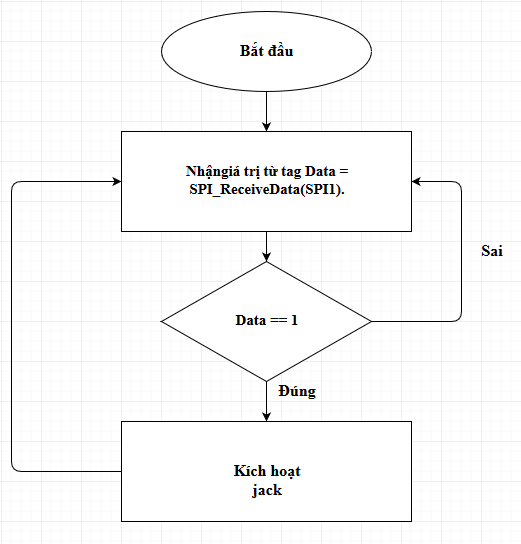 Bắt đầu
Nhậngiá trị từ tag Data =
SPI_ReceiveData(SPI1).
Sai
Data == 1
Đúng
Kích hoạt
jack